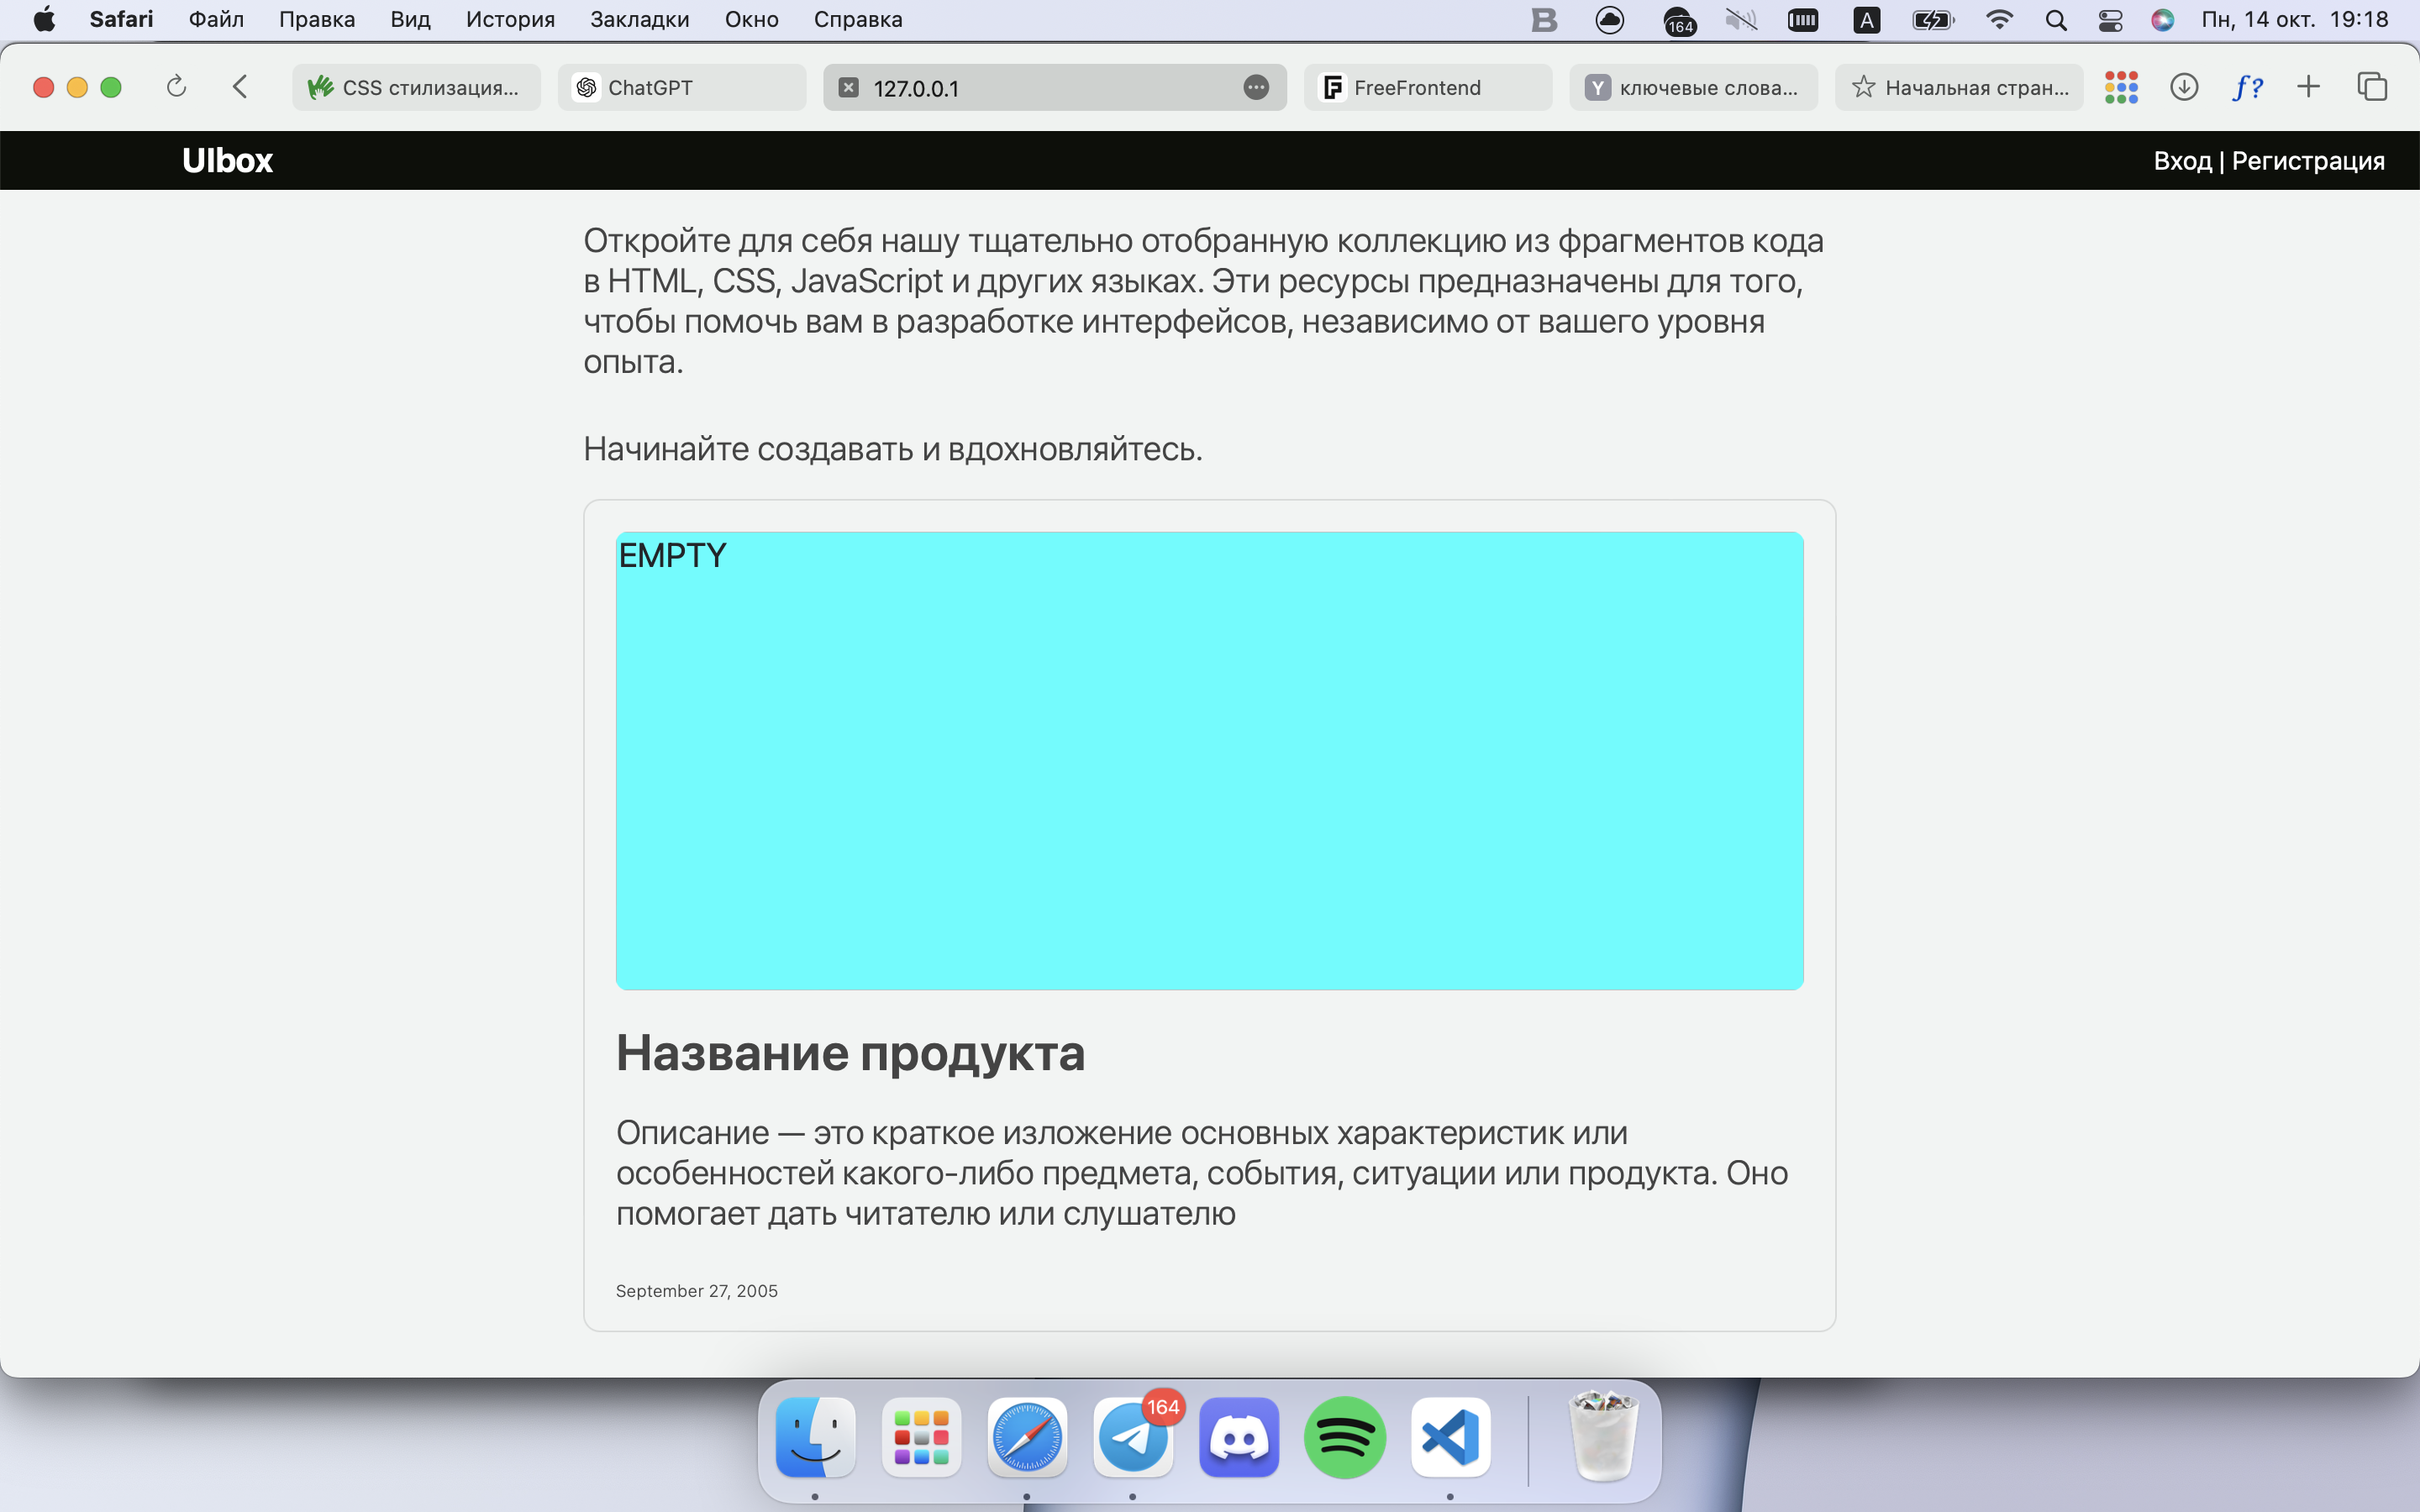 Safari Файл Правка Вид История Закладки Окно Справка 164 A Пн, 14 окт. 19:18
CSS стилизация... ChatGPT 127.0.0.1 FreeFrontend Y ключевые слова... Начальная стран... f?
UIbox Вход | Регистрация
Откройте для себя нашу тщательно отобранную коллекцию из фрагментов кода
в HTML, CSS, JavaScript и других языках. Эти ресурсы предназначены для того,
чтобы помочь вам в разработке интерфейсов, независимо от вашего уровня
опыта.
Начинайте создавать и вдохновляйтесь.
EMPTY
Название продукта
Описание — это краткое изложение основных характеристик или
особенностей какого-либо предмета, события, ситуации или продукта. Оно
помогает дать читателю или слушателю
September 27, 2005
164